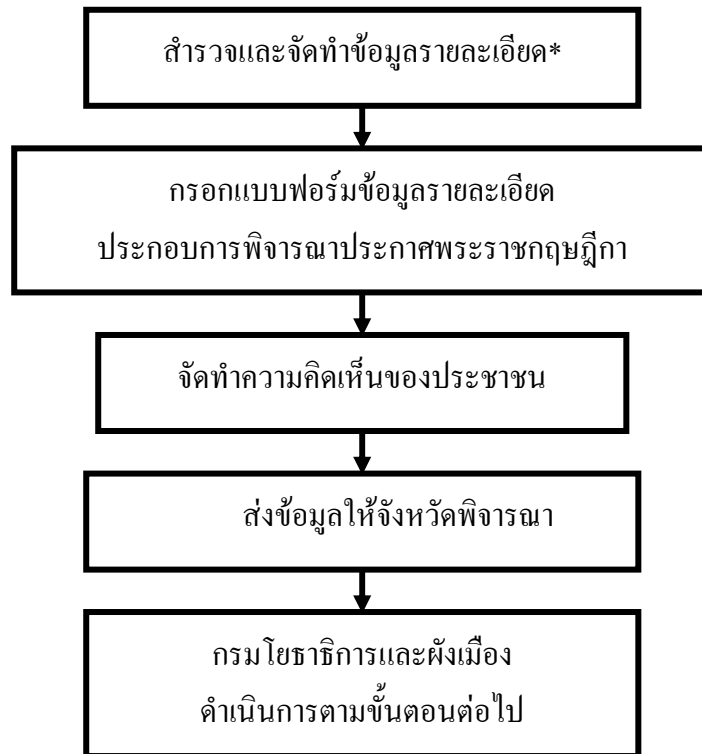 สำรวจและจัดทำข้อมูลรายละเอียด*
กรอกแบบฟอร์มข้อมูลรายละเอียด
ประกอบการพิจารณาประกาศพระราชกฤษฎีกา
จัดทำความคิดเห็นของประชาชน
ส่งข้อมูลให้จังหวัดพิจารณา
กรมโยธาธิการและผังเมือง
ดำเนินการตามขั้นตอนต่อไป